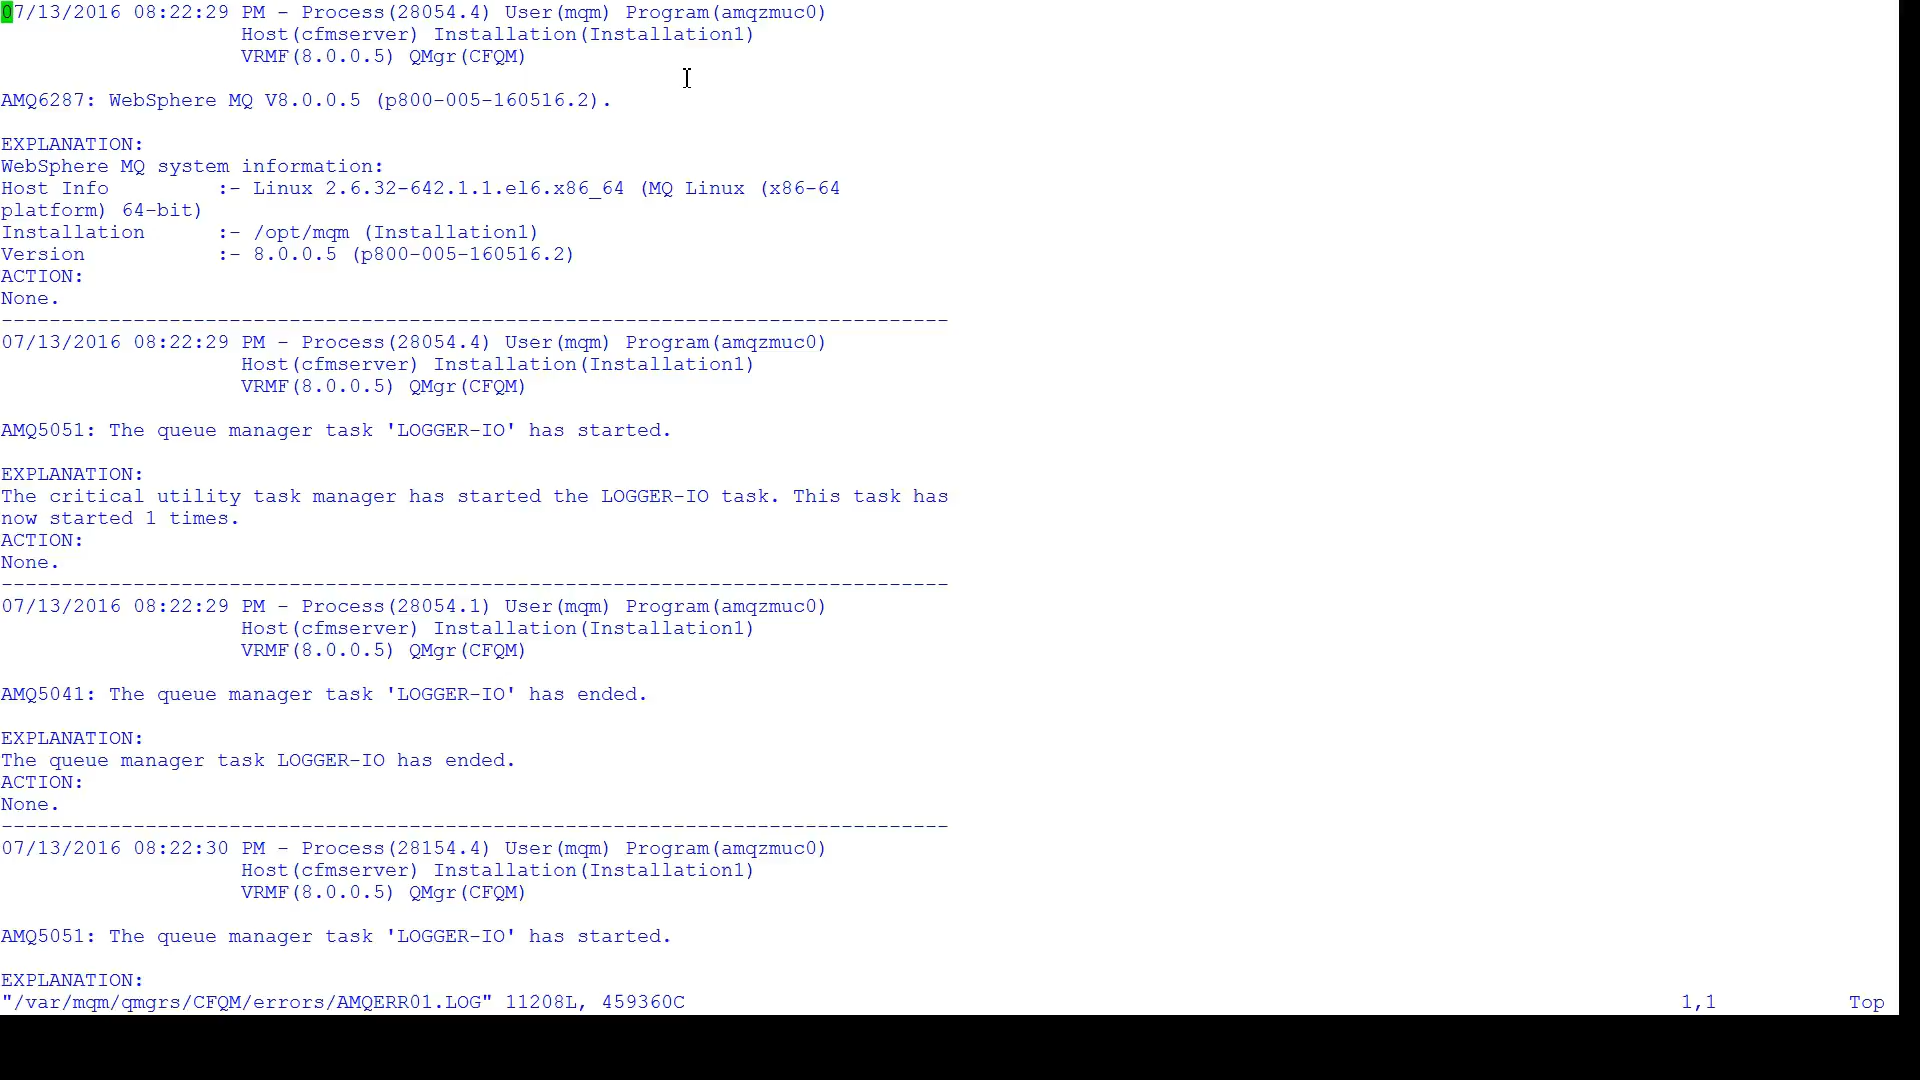 07/13/2016 08:22:29 PM - Process(28054.4) User(mqm) Program(amqzmuc0)
Host(cfmserver) Installation(Installation1)
VRMF(8.0.0.5) QMgr(CFQM)
AMQ6287: WebSphere MQ V8.0.0.5 (p800-005-160516.2).
EXPLANATION:
WebSphere MQ system information:
Host Info         :- Linux 2.6.32-642.1.1.el6.x86_64 (MQ Linux (x86-64
platform) 64-bit)
Installation      :- /opt/mqm (Installation1)
Version           :- 8.0.0.5 (p800-005-160516.2)
ACTION:
None.
-------------------------------------------------------------------------------
07/13/2016 08:22:29 PM - Process(28054.4) User(mqm) Program(amqzmuc0)
Host(cfmserver) Installation(Installation1)
VRMF(8.0.0.5) QMgr(CFQM)
AMQ5051: The queue manager task 'LOGGER-IO' has started.
EXPLANATION:
The critical utility task manager has started the LOGGER-IO task. This task has
now started 1 times.
ACTION:
None.
-------------------------------------------------------------------------------
07/13/2016 08:22:29 PM - Process(28054.1) User(mqm) Program(amqzmuc0)
Host(cfmserver) Installation(Installation1)
VRMF(8.0.0.5) QMgr(CFQM)
AMQ5041: The queue manager task 'LOGGER-IO' has ended.
EXPLANATION:
The queue manager task LOGGER-IO has ended.
ACTION:
None.
-------------------------------------------------------------------------------
07/13/2016 08:22:30 PM - Process(28154.4) User(mqm) Program(amqzmuc0)
Host(cfmserver) Installation(Installation1)
VRMF(8.0.0.5) QMgr(CFQM)
AMQ5051: The queue manager task 'LOGGER-IO' has started.
EXPLANATION:
"/var/mqm/qmgrs/CFQM/errors/AMQERR01.LOG" 11208L, 459360C 1,1 Top